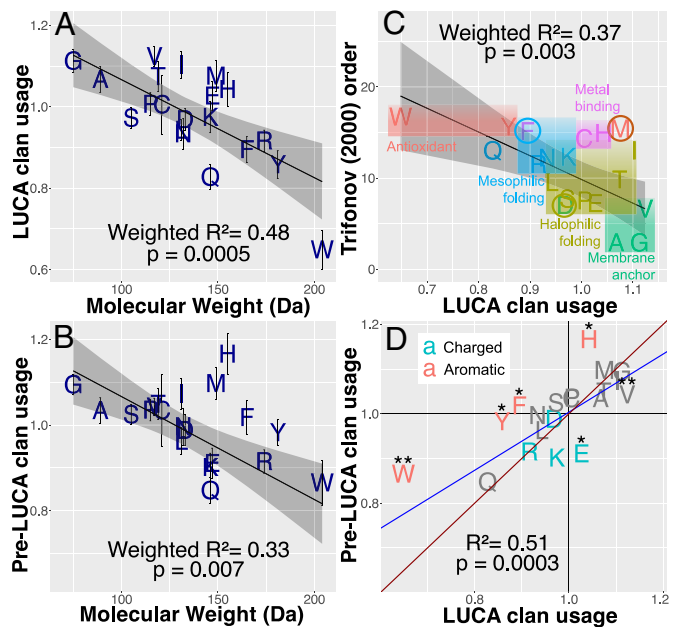 A
LUCA clan usage
1.2
1.0
0.8
0.6
G
A
S
P
V
T
C
I
N
D
K
E
Q
M
H
F
R
Y
W
Weighted R²= 0.48
p = 0.0005
100
150
200
Molecular Weight (Da)
B
Pre-LUCA clan usage
1.2
1.0
0.8
G
A
S
I
Q
M
H
F
R
Y
W
Weighted R²= 0.33
p = 0.007
100
150
200
Molecular Weight (Da)
C
Trifonov (2000) order
20
10
0
Weighted R²= 0.37
p = 0.003
Metal
binding
W
Y
F
C
H
M
Antioxidant
Q
R
N
K
I
T
Mesophilic
folding
L
D
S
P
E
V
Halophilic
folding
A
G
Membrane
anchor
0.7
0.8
0.9
1.0
1.1
LUCA clan usage
D
Pre-LUCA clan usage
1.2
1.0
0.8
a Charged
a Aromatic
*
H
M
G
*
F
*
Y
**
V
A
S
N
D
R
K
*
E
**
W
Q
R²= 0.51
p = 0.0003
0.8
1.0
1.2
LUCA clan usage